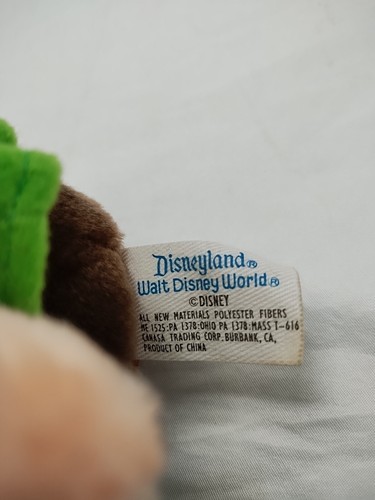 Disneyland®
Walt Disney World®
©DISNEY
ALL NEW MATERIALS POLYESTER FIBERS
ME 1525:PA 1378:OHIO PA 1378:MASS T-616
CANASA TRADING CORP.BURBANK, CA,
PRODUCT OF CHINA